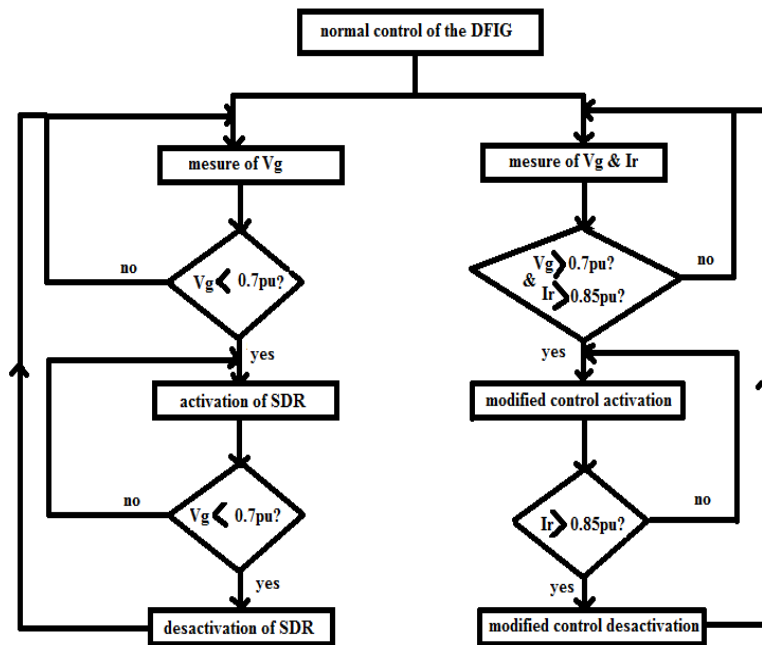 normal control of the DFIG
mesure of Vg
mesure of Vg & Ir
no
Vg < 0.7pu?
no
Vg > 0.7pu?
& Ir > 0.85pu?
yes
yes
activation of SDR
modified control activation
no
Vg < 0.7pu?
no
Ir > 0.85pu?
yes
yes
desactivation of SDR
modified control desactivation